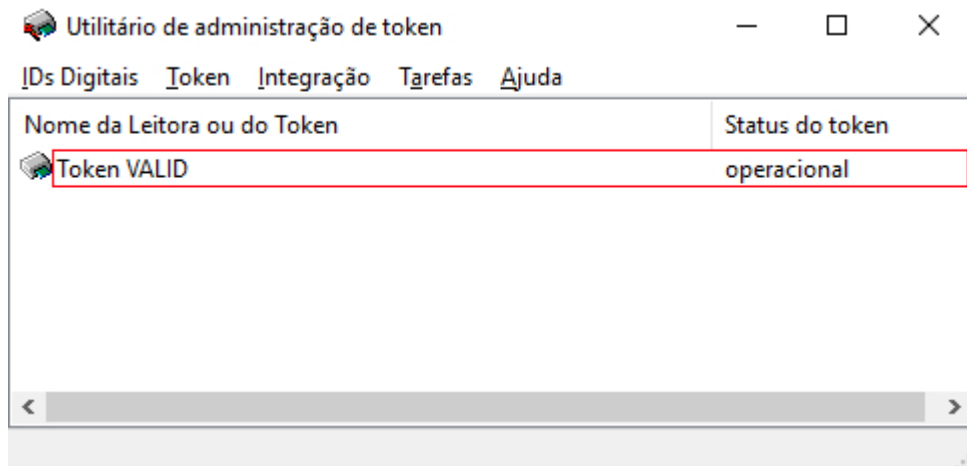 Utilitário de administração de token
IDs Digitais Token Integração Tarefas Ajuda
Nome da Leitora ou do Token Status do token
Token VALID operacional